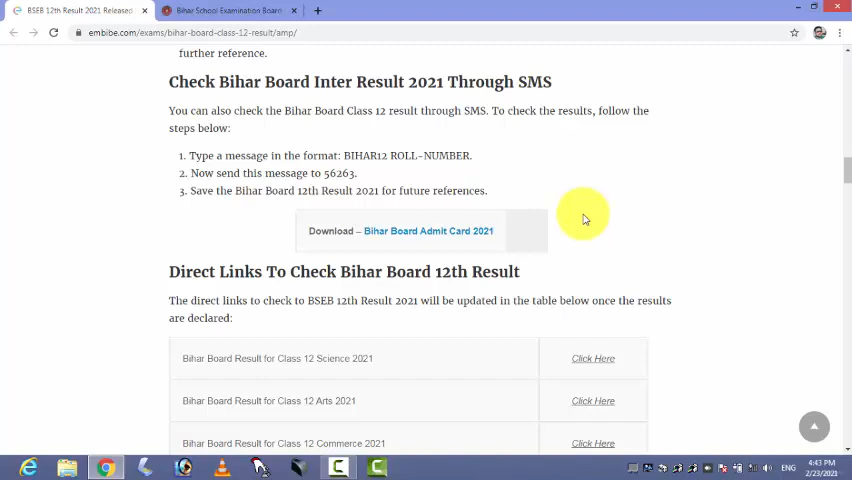 BSEB 12th Result 2021 Released
Bihar School Examination Board
embibe.com/exams/bihar-board-class-12-result/amp/
further reference.
Check Bihar Board Inter Result 2021 Through SMS
You can also check the Bihar Board Class 12 result through SMS. To check the results, follow the
steps below:
1. Type a message in the format: BIHAR12 ROLL-NUMBER.
2. Now send this message to 56263.
3. Save the Bihar Board 12th Result 2021 for future references.
Download – Bihar Board Admit Card 2021
Direct Links To Check Bihar Board 12th Result
The direct links to check to BSEB 12th Result 2021 will be updated in the table below once the results
are declared:
Bihar Board Result for Class 12 Science 2021 Click Here
Bihar Board Result for Class 12 Arts 2021 Click Here
Bihar Board Result for Class 12 Commerce 2021 Click Here
ENG
4:43 PM
2/23/2021